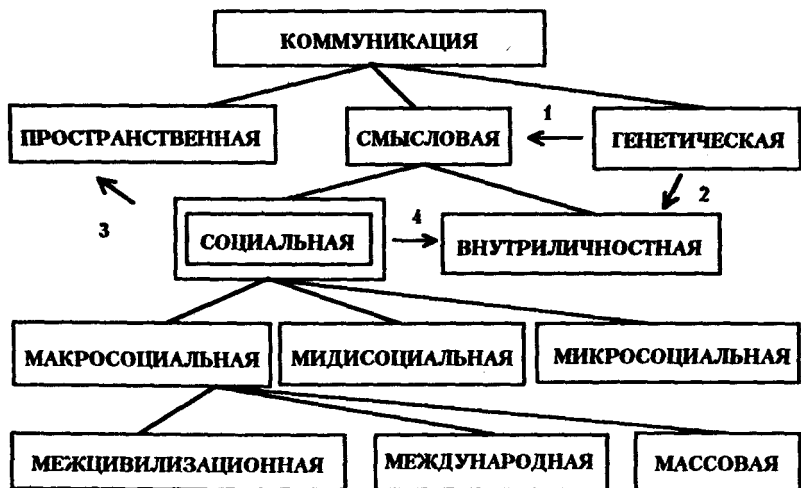 КОММУНИКАЦИЯ
ПРОСТРАНСТВЕННАЯ СМЫСЛОВАЯ 1 ГЕНЕТИЧЕСКАЯ
3 СОЦИАЛЬНАЯ 4 ВНУТРИЛИЧНОСТНАЯ 2
МАКРОСОЦИАЛЬНАЯ МИДИСОЦИАЛЬНАЯ МИКРОСОЦИАЛЬНАЯ
МЕЖЦИВИЛИЗАЦИОННАЯ МЕЖДУНАРОДНАЯ МАССОВАЯ